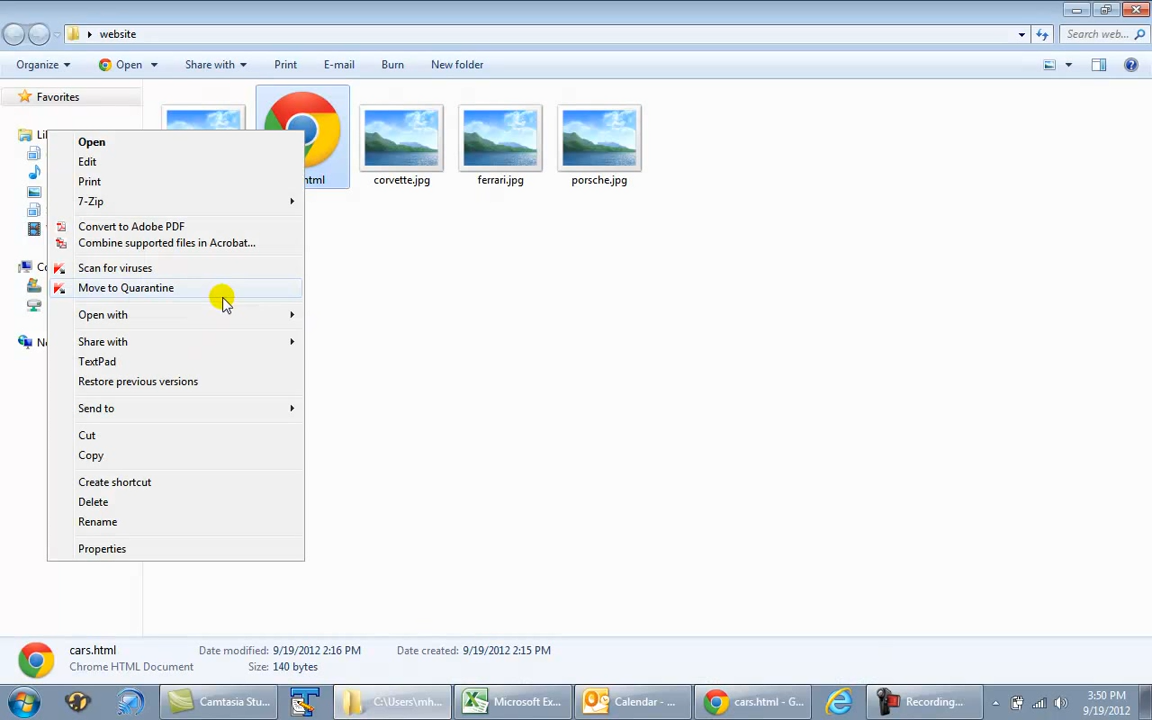 website
Search web...
Organize
Open
Share with
Print
E-mail
Burn
New folder
Favorites
html
corvette.jpg
ferrari.jpg
porsche.jpg
Open
Edit
Print
7-Zip
Convert to Adobe PDF
Combine supported files in Acrobat...
Scan for viruses
Move to Quarantine
Open with
Share with
TextPad
Restore previous versions
Send to
Cut
Copy
Create shortcut
Delete
Rename
Properties
cars.html
Date modified: 9/19/2012 2:16 PM
Date created: 9/19/2012 2:15 PM
Chrome HTML Document
Size: 140 bytes
Camtasia Stu...
C:\Users\mh...
Microsoft Ex...
Calendar - ...
cars.html - G...
Recording...
3:50 PM
9/19/2012